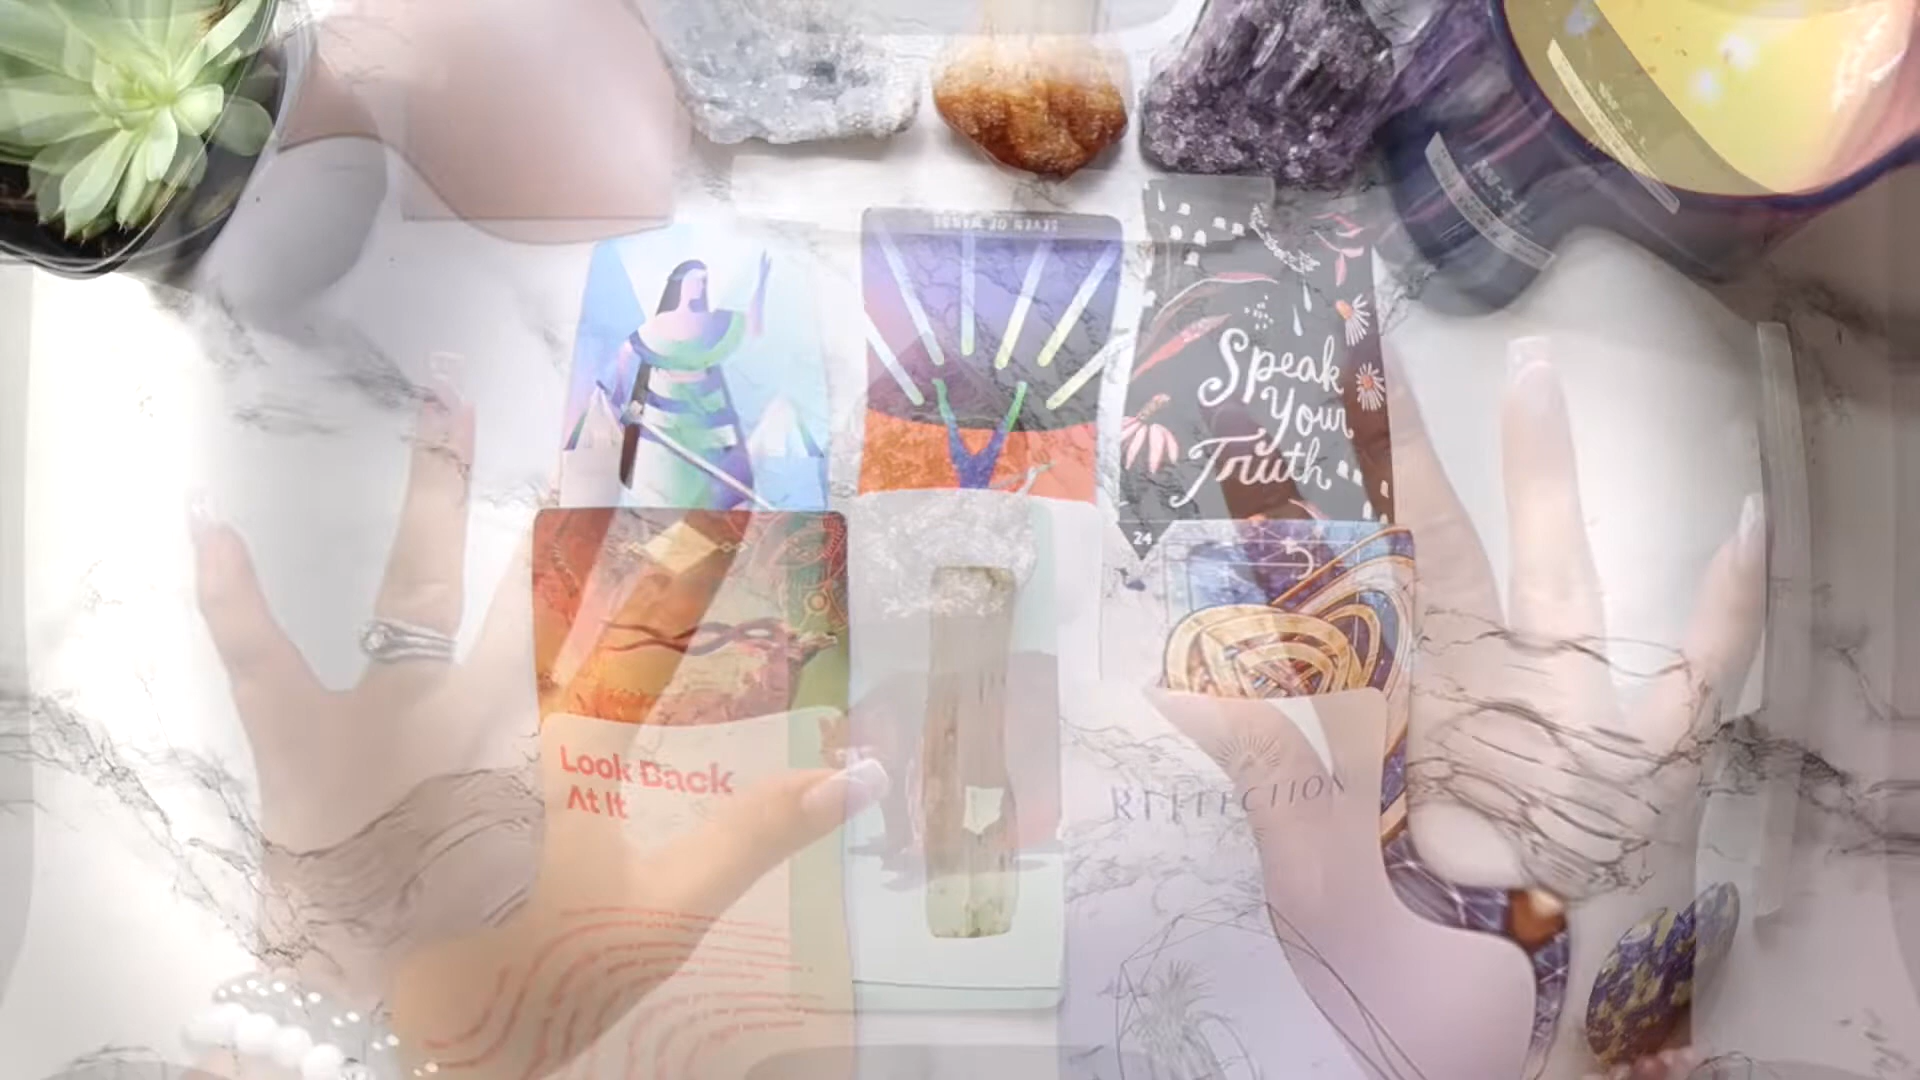 SEVEN OF WANDS
Speak
Your
Truth
24
Look Back
At It
REFLECTION